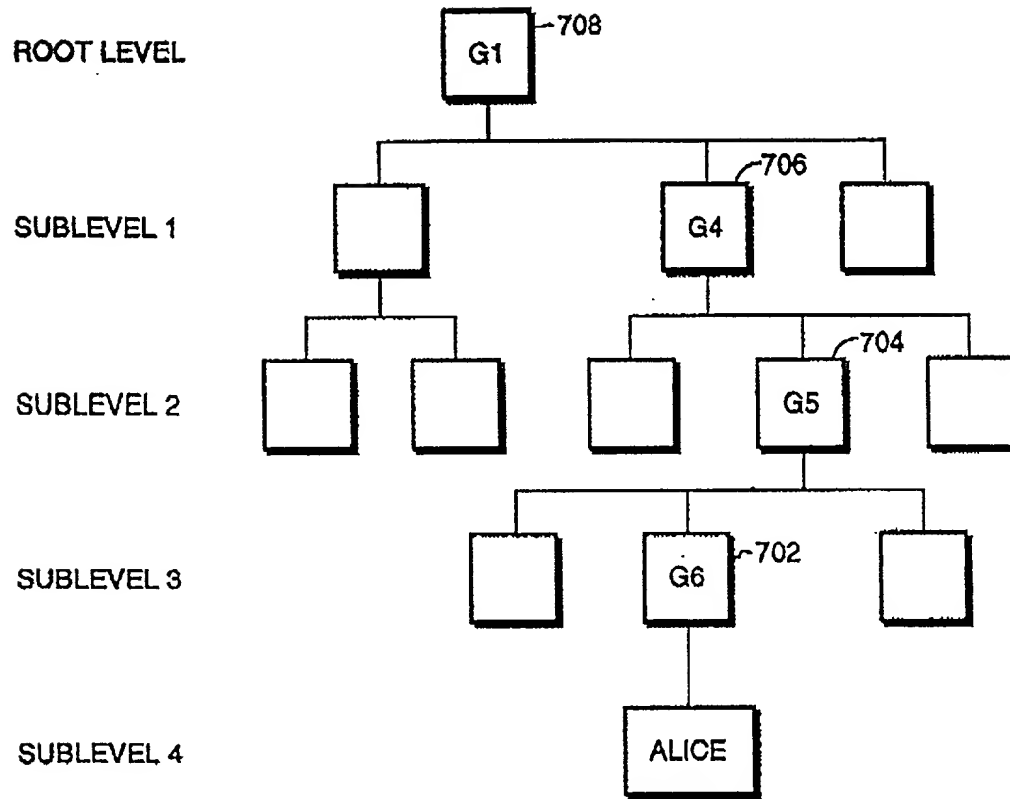 ROOT LEVEL
G1
708
SUBLEVEL 1
G4
706
SUBLEVEL 2
G5
704
SUBLEVEL 3
G6
702
SUBLEVEL 4
ALICE